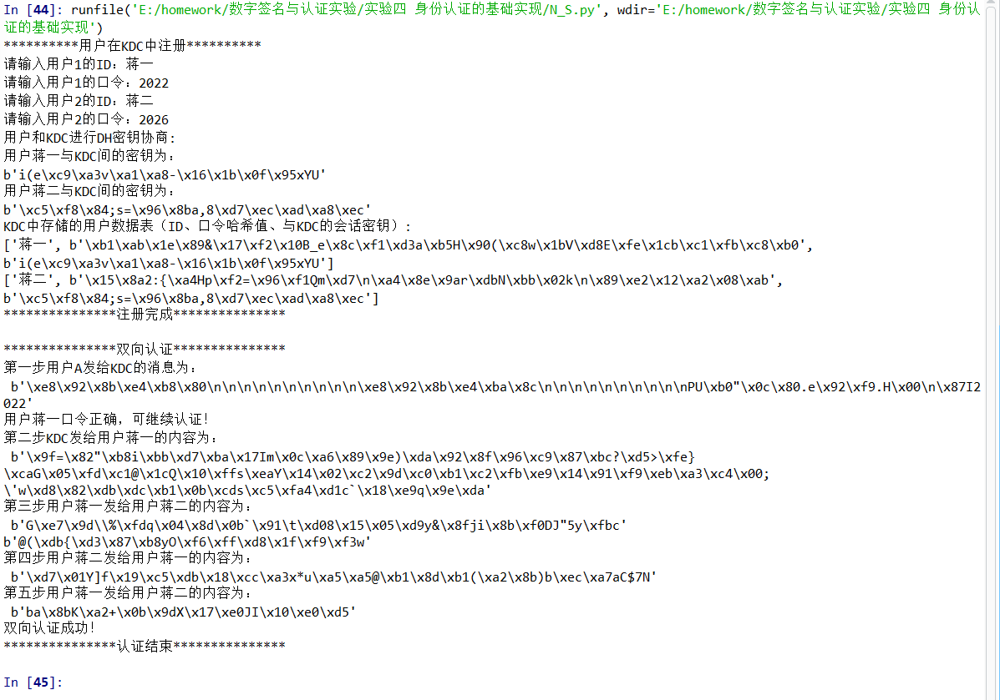 In [44]: runfile('E:/homework/数字签名与认证实验/实验四 身份认证的基础实现/N_S.py', wdir='E:/homework/数字签名与认证实验/实验四 身份认
证的基础实现')
**********用户在KDC中注册**********
请输入用户1的ID: 蒋一
请输入用户1的口令: 2022
请输入用户2的ID: 蒋二
请输入用户2的口令: 2026
用户和KDC进行DH密钥协商:
用户蒋一与KDC间的密钥为:
b'i(e\xc9\xa3v\xa1\xa8-\x16\x1b\x0f\x95xYU'
用户蒋二与KDC间的密钥为:
b'\xc5\xf8\x84;s=\x96\x8ba,8\xd7\xec\xad\xa8\xec'
KDC中存储的用户数据表（ID、口令哈希值、与KDC的会话密钥）:
['蒋一', b'\xb1\xab\x1e\x89&\x17\xf2\x10B_e\x8c\xf1\xd3a\xb5H\x90(\xc8w\x1bV\xd8E\xfe\x1cb\xc1\xfb\xc8\xb0',
b'i(e\xc9\xa3v\xa1\xa8-\x16\x1b\x0f\x95xYU']
['蒋二', b'\x15\x8a2:{\xa4Hp\xf2=\x96\xf1Qm\xd7\n\xa4\x8e\x9ar\xdbN\xbb\x02k\n\x89\xe2\x12\xa2\x08\xab',
b'\xc5\xf8\x84;s=\x96\x8ba,8\xd7\xec\xad\xa8\xec']
***************注册完成***************
***************双向认证***************
第一步用户A发给KDC的消息为:
b'\xe8\x92\x8b\xe4\xb8\x80\n\n\n\n\n\n\n\n\n\n\xe8\x92\x8b\xe4\xba\x8c\n\n\n\n\n\n\n\n\n\nPU\xb0"\x0c\x80.e\x92\xf9.H\x00\n\x87I2
022'
用户蒋一口令正确，可继续认证!
第二步KDC发给用户蒋一的内容为:
b'\x9f=\x82"\xb8i\xbb\xd7\xba\x17Im\x0c\xa6\x89\x9e)\xda\x92\x8f\x96\xc9\x87\xbc?\xd5>\xfe}
\xcaG\x05\xfd\xc1@\x1cQ\x10\xffs\xeaY\x14\x02\xc2\x9d\xc0\xb1\xc2\xfb\xe9\x14\x91\xf9\xeb\xa3\xc4\x00;
\'w\xd8\x82\xdb\xdc\xb1\x0b\xcds\xc5\xfa4\xd1c`\x18\xe9q\x9e\xda'
第三步用户蒋一发给用户蒋二的内容为:
b'G\xe7\x9d\\%\xfdq\x04\x8d\x0b`\x91\t\xd08\x15\x05\xd9y&\x8fji\x8b\xf0DJ"5y\xfbc'
b'@(\xdb{\xd3\x87\xb8yO\xf6\xff\xd8\x1f\xf9\xf3w'
第四步用户蒋二发给用户蒋一的内容为:
b'\xd7\x01Y]f\x19\xc5\xdb\x18\xcc\xa3x*u\xa5\xa5@\xb1\x8d\xb1(\xa2\x8b)b\xec\xa7aC$7N'
第五步用户蒋一发给用户蒋二的内容为:
b'ba\x8bK\xa2+\x0b\x9dX\x17\xe0JI\x10\xe0\xd5'
双向认证成功!
***************认证结束***************
In [45]: